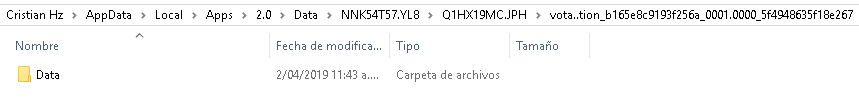 Cristian Hz > AppData > Local > Apps > 2.0 > Data > NNK54T57.YL8 > Q1HX19MC.JPH > vota..tion_b165e8c9193f256a_0001.0000_5f4948635f18e267
Nombre Fecha de modifica... Tipo Tamaño
Data 2/04/2019 11:43 a.... Carpeta de archivos